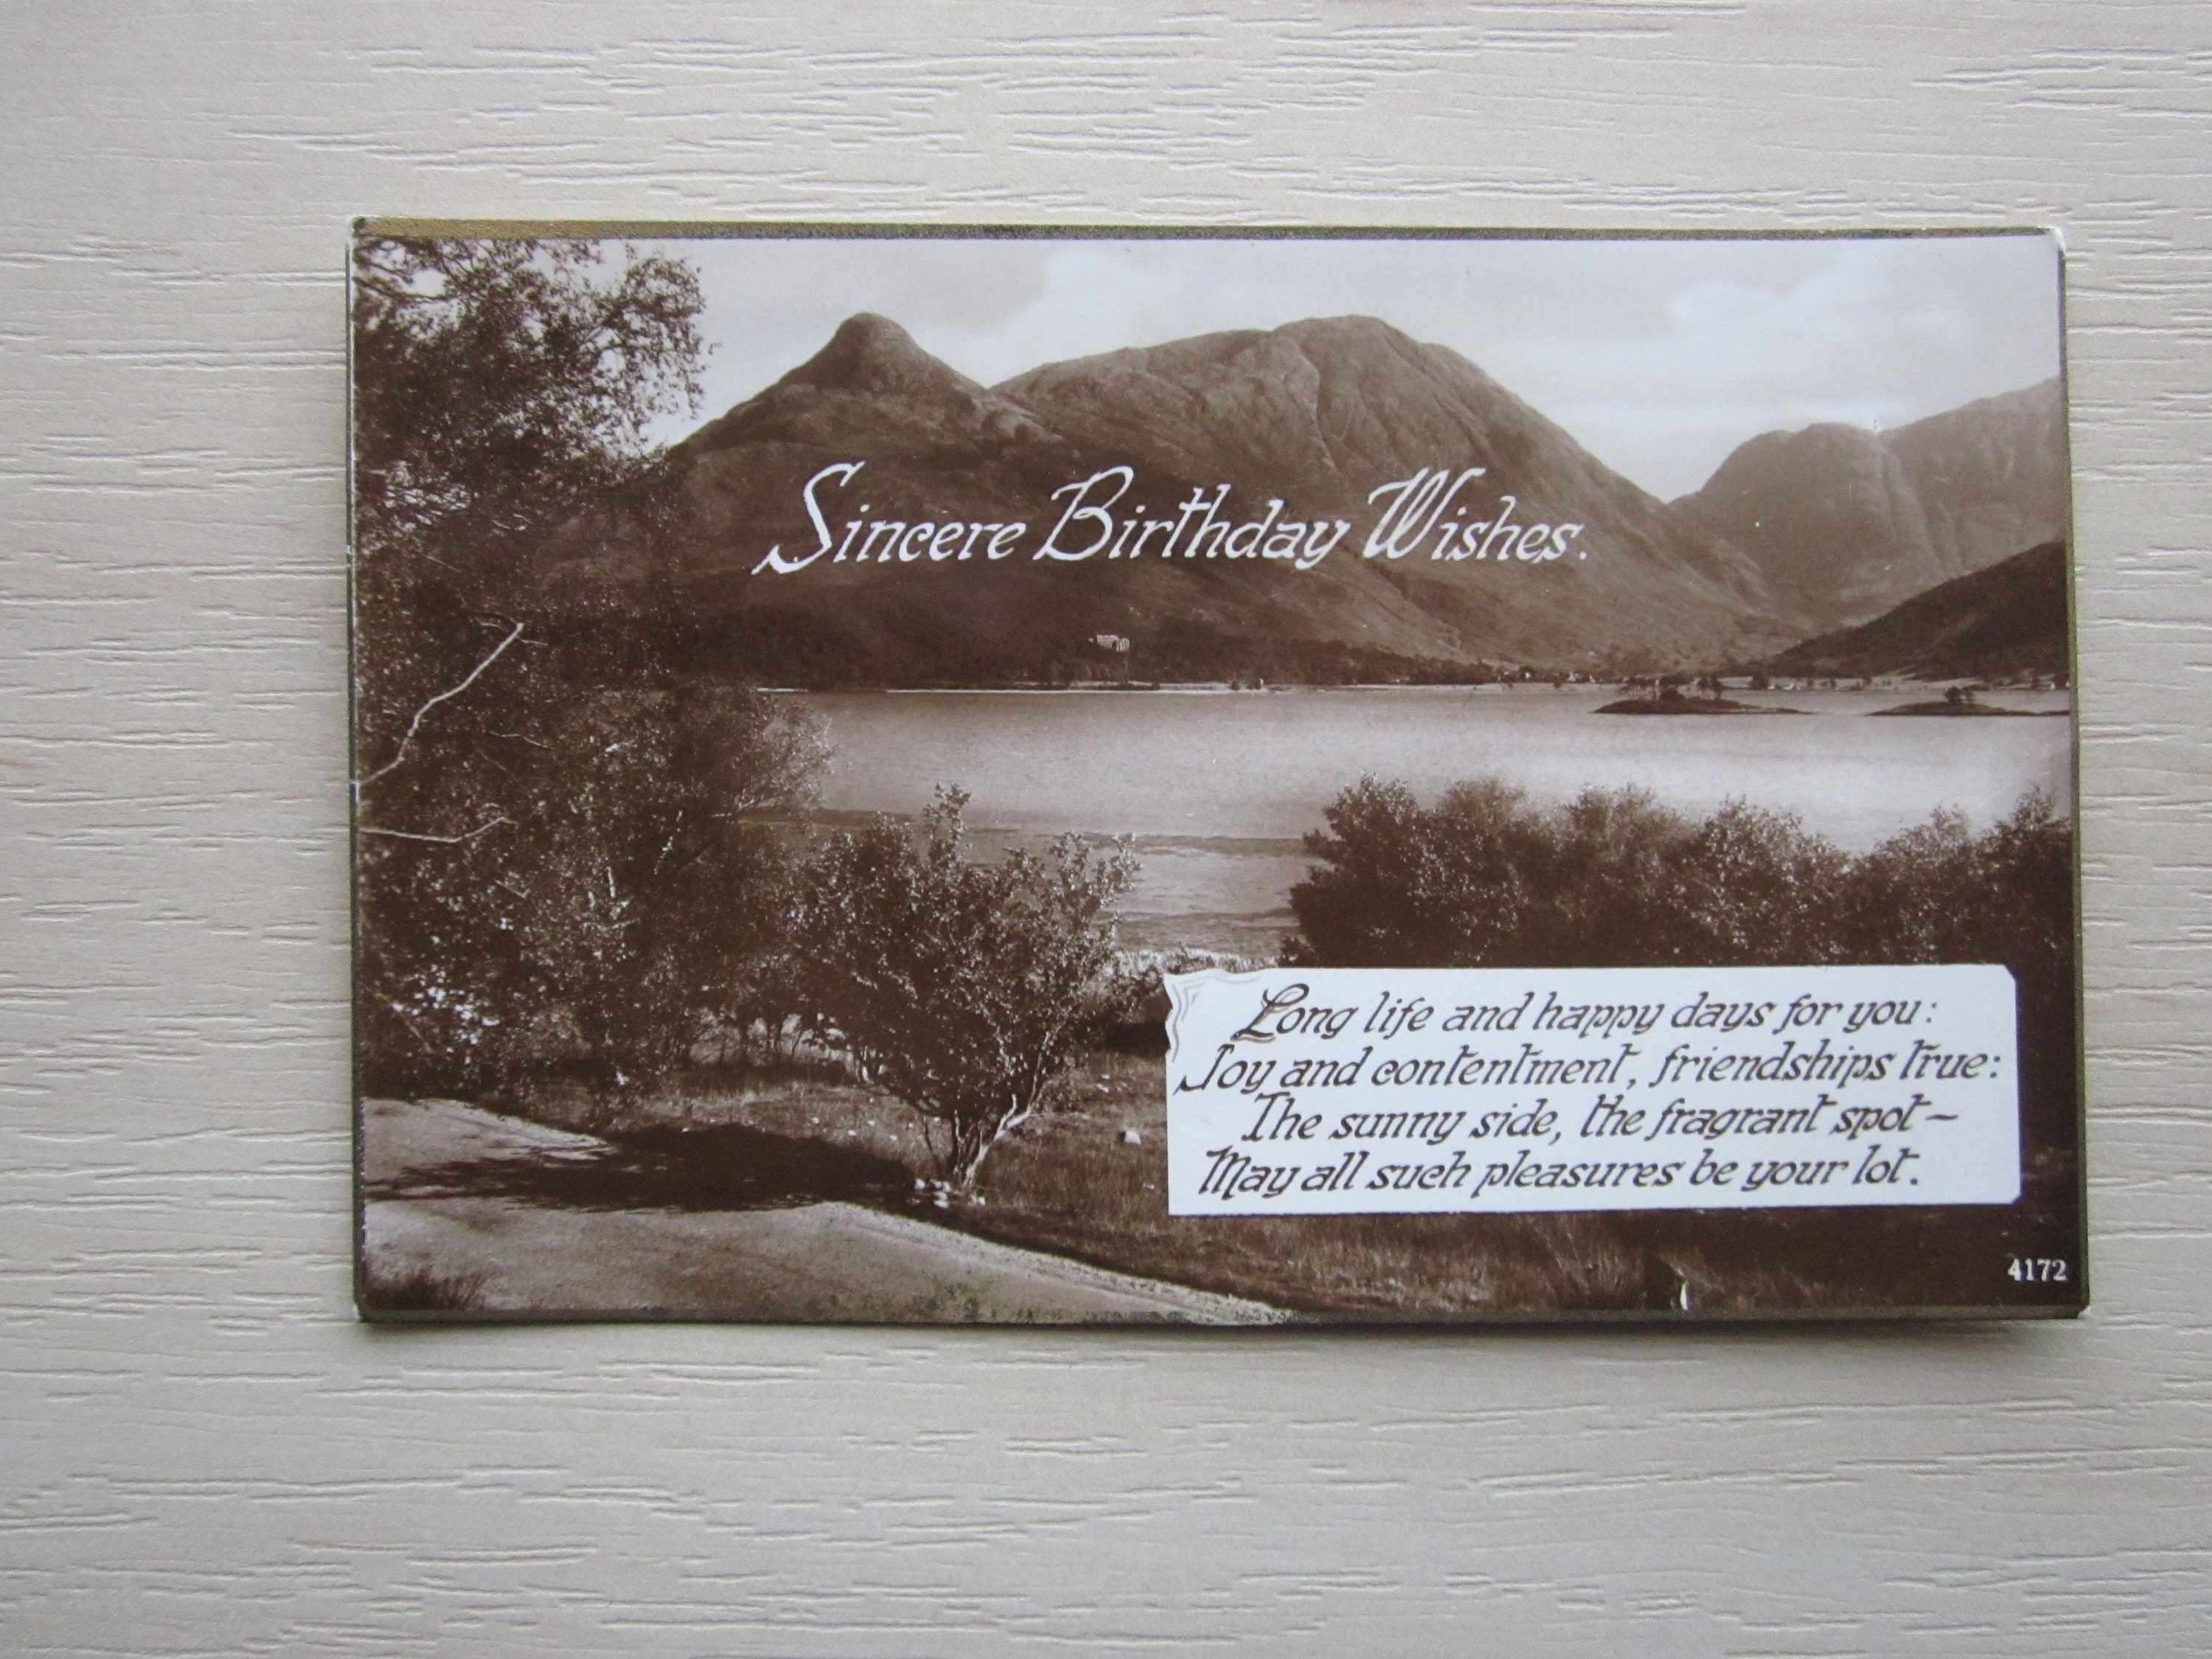 Sincere Birthday Wishes.
Long life and happy days for you:
Joy and contentment, friendships true:
The sunny side, the fragrant spot~
May all such pleasures be your lot.
4172